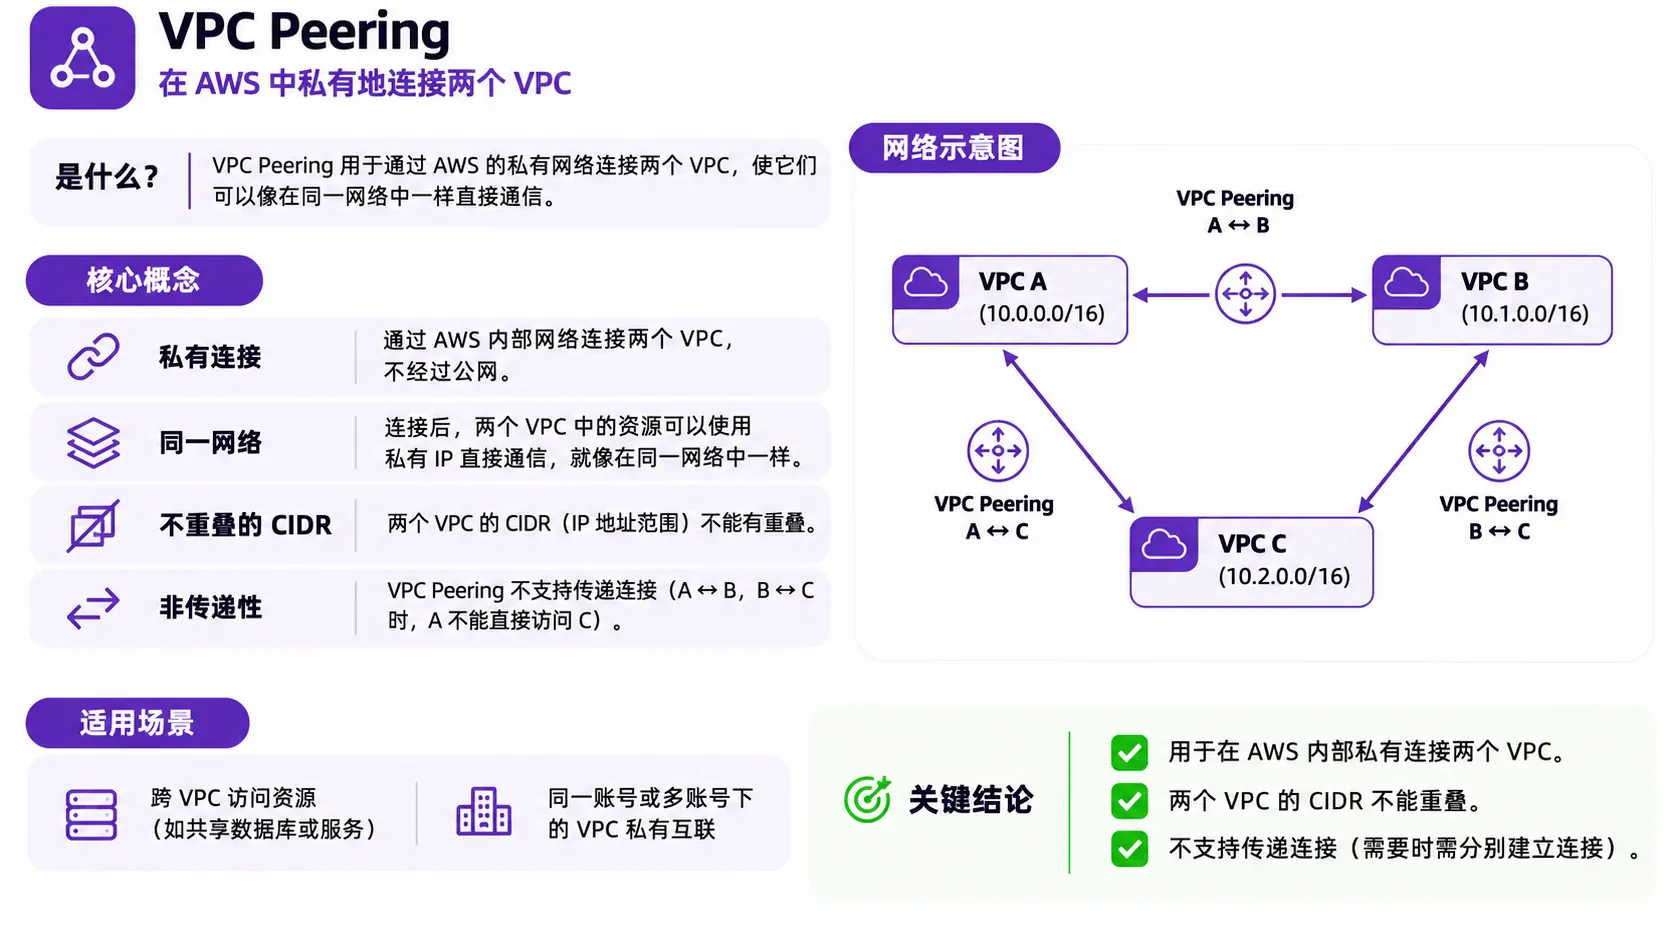 VPC Peering
在 AWS 中私有地连接两个 VPC
是什么？
VPC Peering 用于通过 AWS 的私有网络连接两个 VPC，使它们
可以像在同一网络中一样直接通信。
核心概念
私有连接
通过 AWS 内部网络连接两个 VPC，
不经过公网。
同一网络
连接后，两个 VPC 中的资源可以使用
私有 IP 直接通信，就像在同一网络中一样。
不重叠的 CIDR
两个 VPC 的 CIDR（IP 地址范围）不能有重叠。
非传递性
VPC Peering 不支持传递连接（A ↔ B，B ↔ C
时，A 不能直接访问 C）。
网络示意图
VPC Peering
A ↔ B
VPC A
(10.0.0.0/16)
VPC B
(10.1.0.0/16)
VPC Peering
A ↔ C
VPC Peering
B ↔ C
VPC C
(10.2.0.0/16)
适用场景
跨 VPC 访问资源
（如共享数据库或服务）
同一账号或多账号下
的 VPC 私有互联
关键结论
用于在 AWS 内部私有连接两个 VPC。
两个 VPC 的 CIDR 不能重叠。
不支持传递连接（需要时需分别建立连接）。